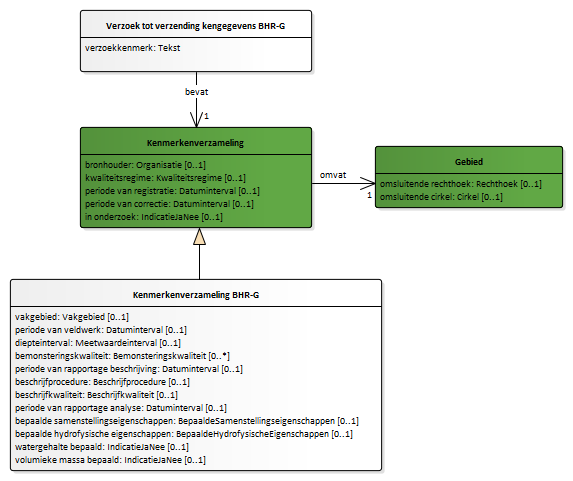 Verzoek tot verzending kengegevens BHR-G
verzoekkenmerk: Tekst
bevat
1
Kenmerkenverzameling
bronhouder: Organisatie [0..1]
kwaliteitsregime: Kwaliteitsregime [0..1]
periode van registratie: Datuminterval [0..1]
periode van correctie: Datuminterval [0..1]
in onderzoek: IndicatieJaNee [0..1]
omvat
1
Gebied
omsluitende rechthoek: Rechthoek [0..1]
omsluitende cirkel: Cirkel [0..1]
Kenmerkenverzameling BHR-G
vakgebied: Vakgebied [0..1]
periode van veldwerk: Datuminterval [0..1]
diepteinterval: Meetwaardeinterval [0..1]
bemonsteringskwaliteit: Bemonsteringskwaliteit [0..*]
periode van rapportage beschrijving: Datuminterval [0..1]
beschrijfprocedure: Beschrijfprocedure [0..1]
beschrijfkwaliteit: Beschrijfkwaliteit [0..1]
periode van rapportage analyse: Datuminterval [0..1]
bepaalde samenstellingseigenschappen: BepaaldeSamenstellingseigenschappen [0..1]
bepaalde hydrofysische eigenschappen: BepaaldeHydrofysischeEigenschappen [0..1]
watergehalte bepaald: IndicatieJaNee [0..1]
volumieke massa bepaald: IndicatieJaNee [0..1]